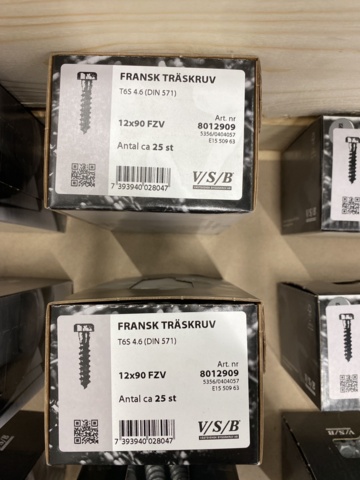 FRANSK TRÄSKRUV
T6S 4.6 (DIN 571)
12x90 FZV
Art. nr
8012909
5356/0404057
E15 509 63
Antal ca 25 st
7 393940 028047
V/S/B
FRANSK TRÄSKRUV
T6S 4.6 (DIN 571)
12x90 FZV
Art. nr
8012909
5356/0404057
E15 509 63
Antal ca 25 st
7 393940 028047
V/S/B
V/S/B